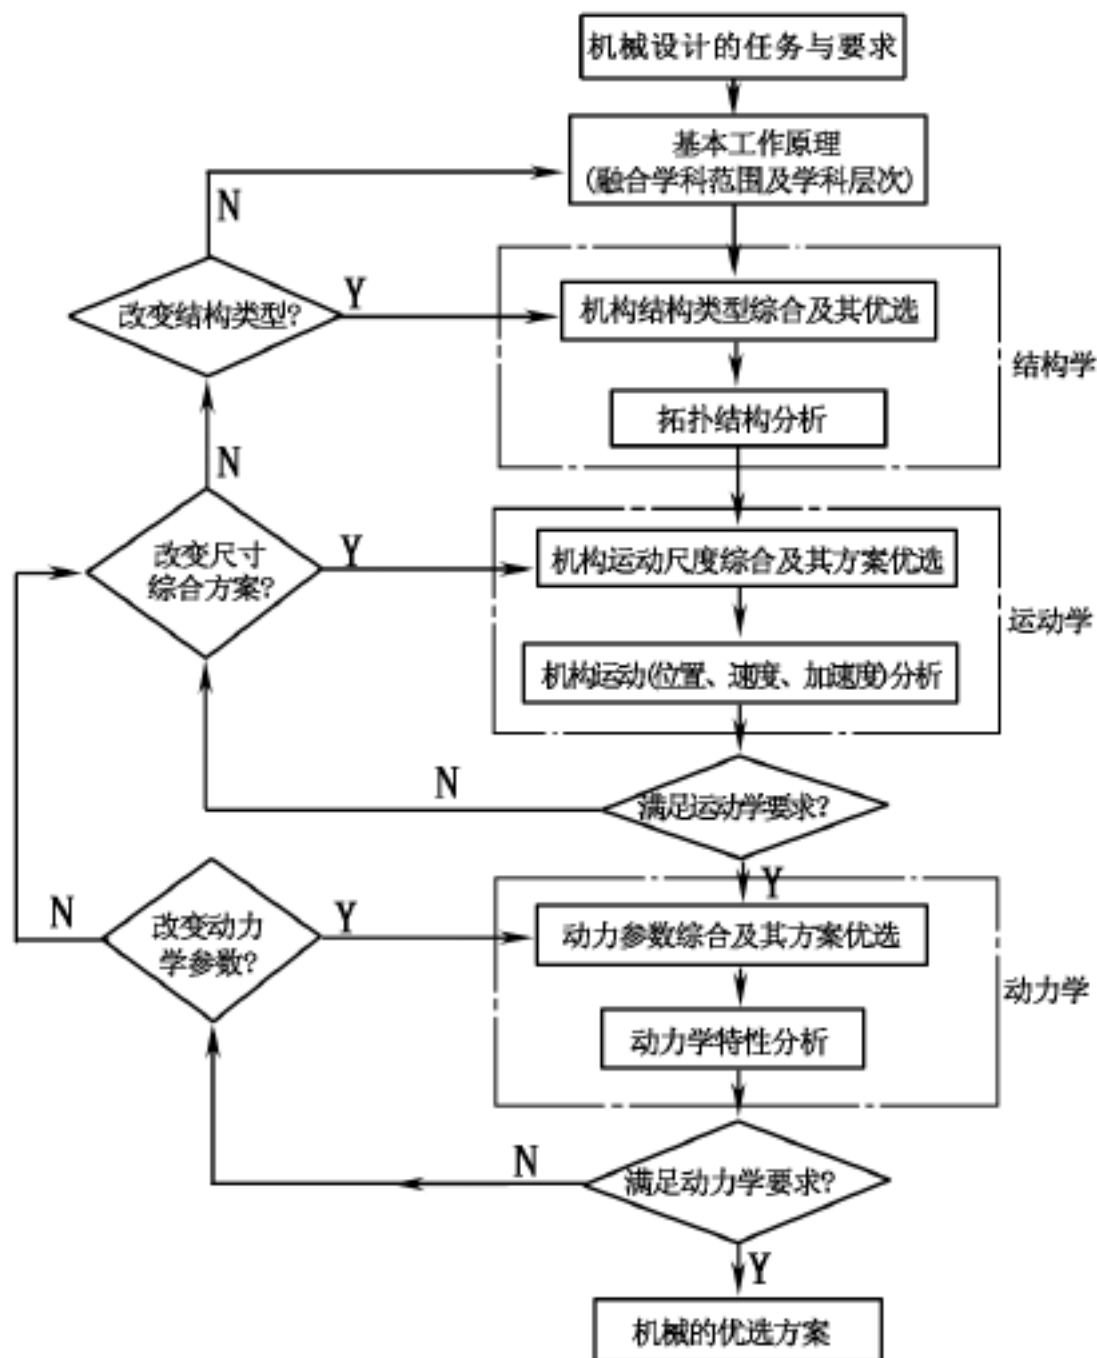 机械设计的任务与要求
基本工作原理
(融合学科范围及学科层次)
N
改变结构类型?
Y
机构结构类型综合及其优选
结构学
拓扑结构分析
N
改变尺寸
综合方案?
Y
机构运动尺度综合及其方案优选
运动学
机构运动(位置、速度、加速度)分析
N
满足运动学要求?
Y
N
改变动力
学参数?
Y
动力参数综合及其方案优选
动力学
动力学特性分析
N
满足动力学要求?
Y
机械的优选方案